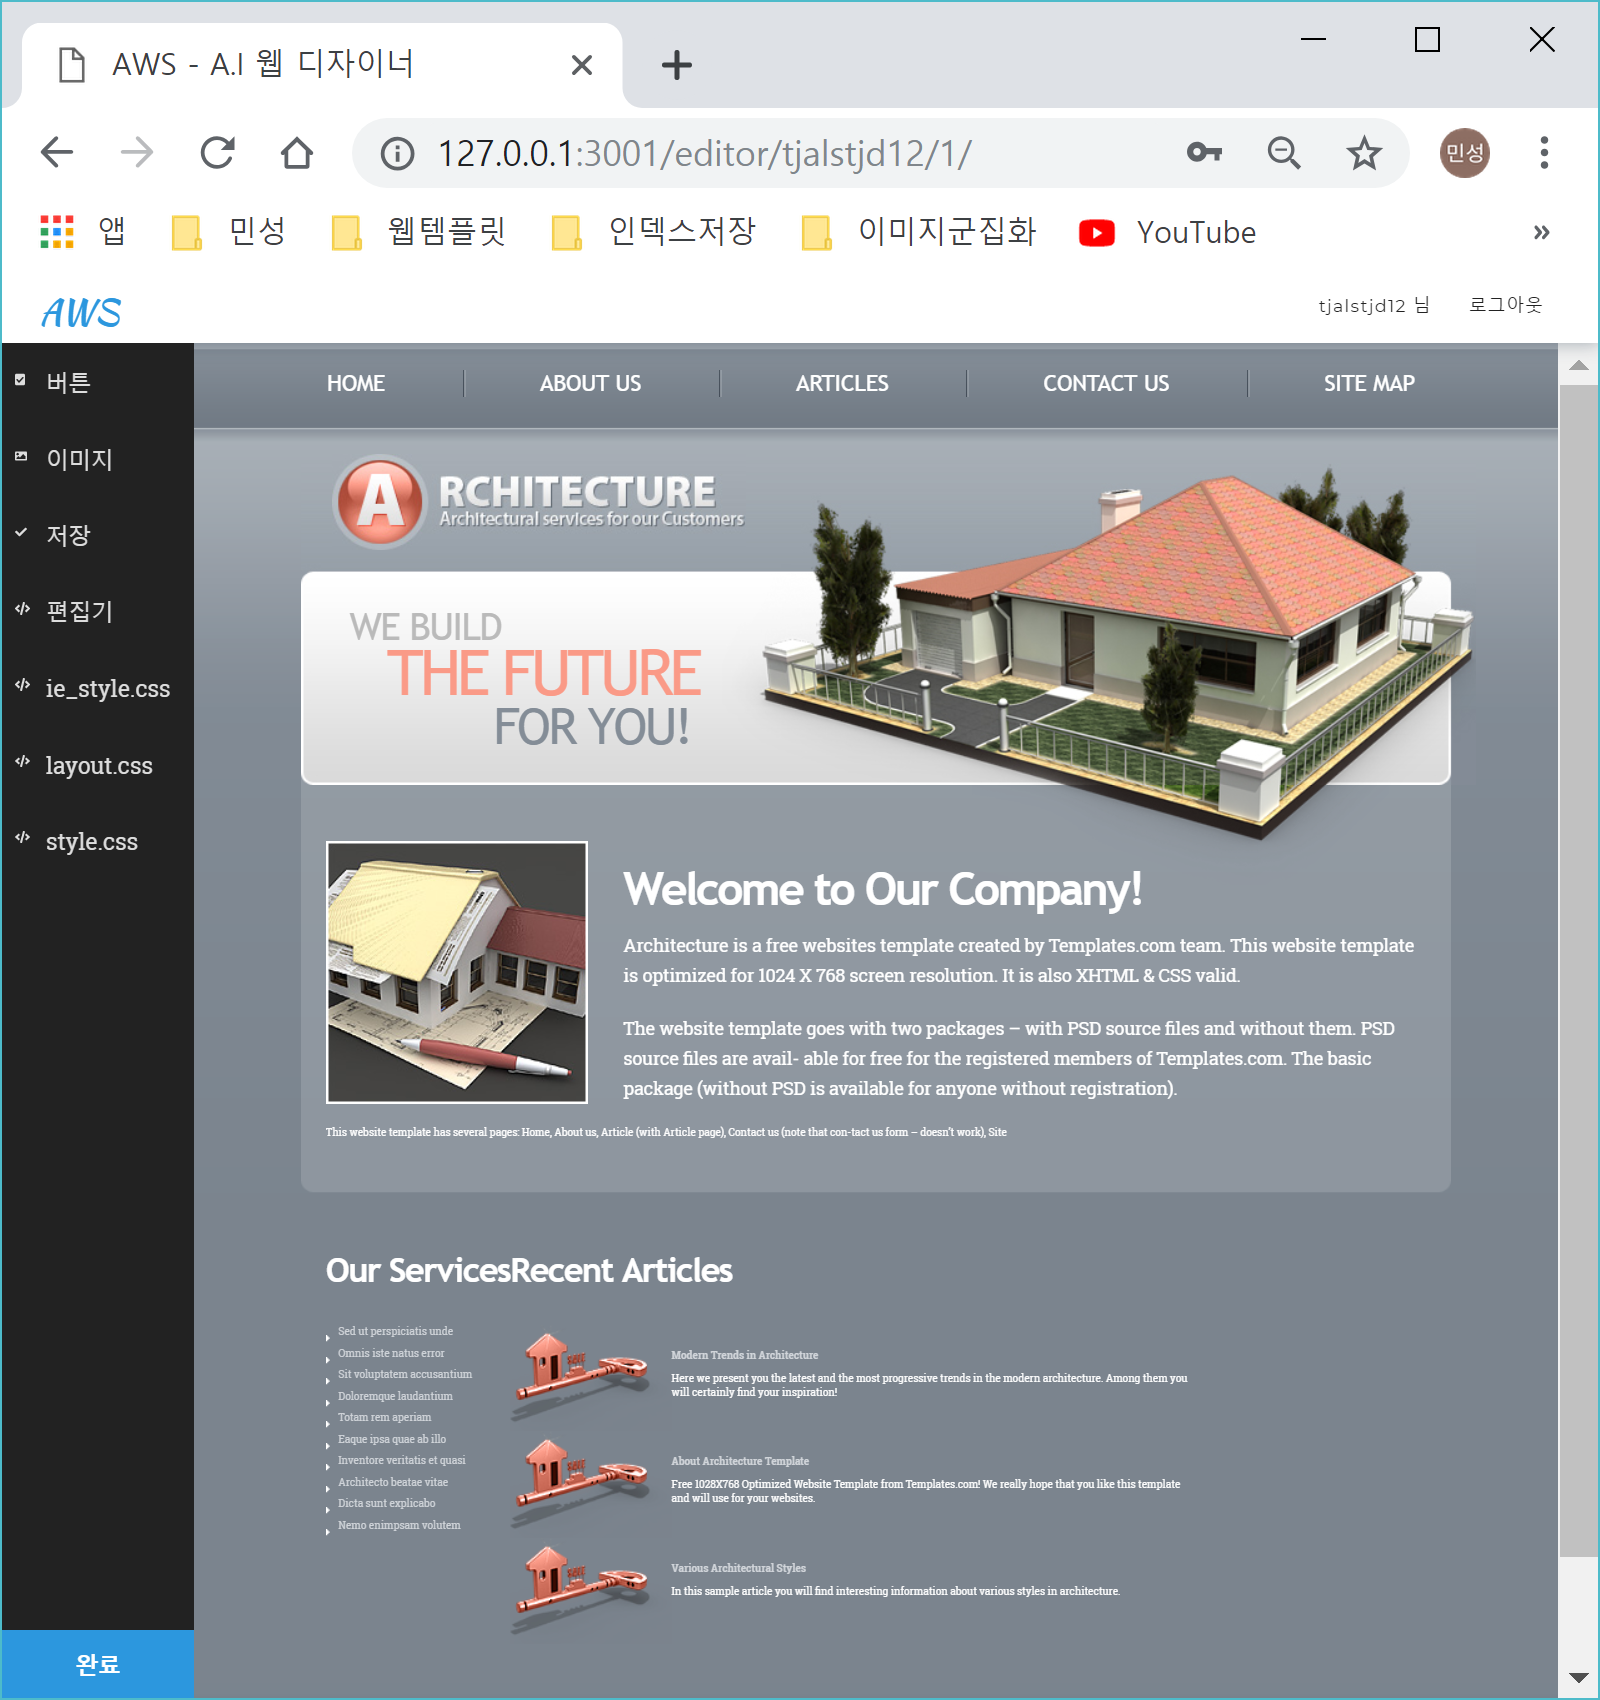 AWS - A.I 웹 디자이너
127.0.0.1:3001/editor/tjalstjd12/1/
민성
앱
민성
웹템플릿
인덱스저장
이미지군집화
YouTube
»
AWS
tjalstjd12 님
로그아웃
버튼
이미지
저장
편집기
ie_style.css
layout.css
style.css
완료
HOME
ABOUT US
ARTICLES
CONTACT US
SITE MAP
ARCHITECTURE
Architectural services for our Customers
WE BUILD
THE FUTURE
FOR YOU!
Welcome to Our Company!
Architecture is a free websites template created by Templates.com team. This website template
is optimized for 1024 X 768 screen resolution. It is also XHTML & CSS valid.
The website template goes with two packages – with PSD source files and without them. PSD
source files are avail- able for free for the registered members of Templates.com. The basic
package (without PSD is available for anyone without registration).
This website template has several pages: Home, About us, Article (with Article page), Contact us (note that con-tact us form – doesn't work), Site
Our ServicesRecent Articles
Sed ut perspiciatis unde
Omnis iste natus error
Sit voluptatem accusantium
Doloremque laudantium
Totam rem aperiam
Eaque ipsa quae ab illo
Inventore veritatis et quasi
Architecto beatae vitae
Dicta sunt explicabo
Nemo enimpsam volutem
Modern Trends in Architecture
Here we present you the latest and the most progressive trends in the modern architecture. Among them you
will certainly find your inspiration!
About Architecture Template
Free 1028X768 Optimized Website Template from Templates.com! We really hope that you like this template
and will use for your websites.
Various Architectural Styles
In this sample article you will find interesting information about various styles in architecture.